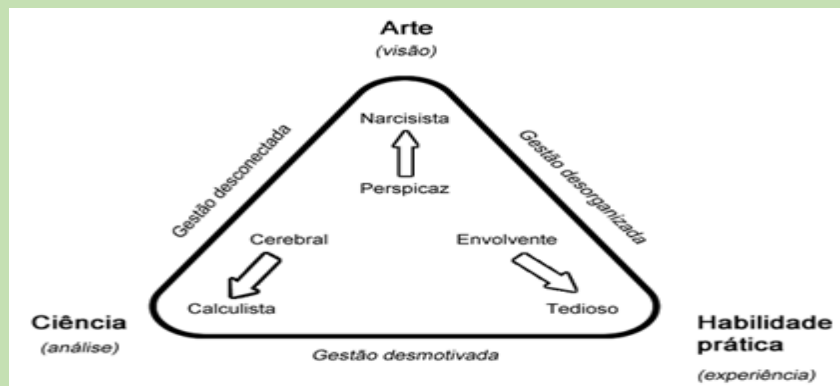 Arte
(visão)
Narcisista
Gestão desconectada
Gestão desorganizada
Perspicaz
Cerebral
Envolvente
Calculista
Tedioso
Ciência
(análise)
Habilidade
prática
(experiência)
Gestão desmotivada